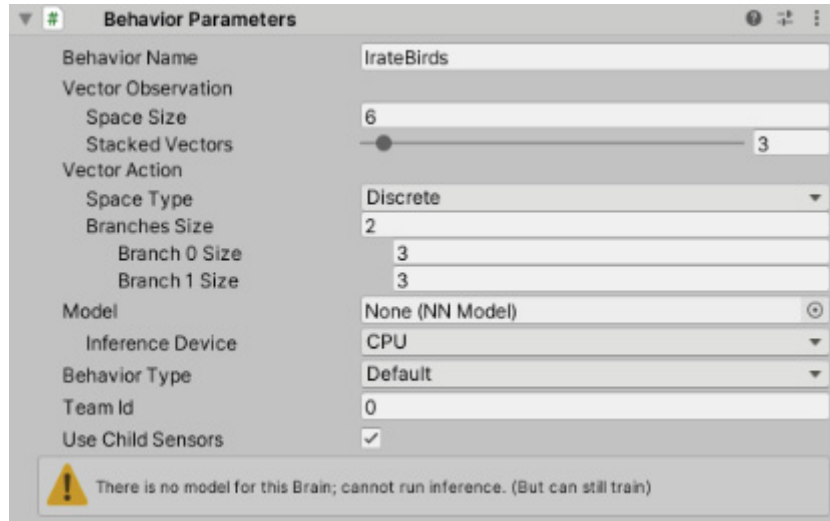 Behavior Parameters
Behavior Name IrateBirds
Vector Observation
Space Size 6
Stacked Vectors 3
Vector Action
Space Type Discrete
Branches Size 2
Branch 0 Size 3
Branch 1 Size 3
Model None (NN Model)
Inference Device CPU
Behavior Type Default
Team Id 0
Use Child Sensors
There is no model for this Brain; cannot run inference. (But can still train)